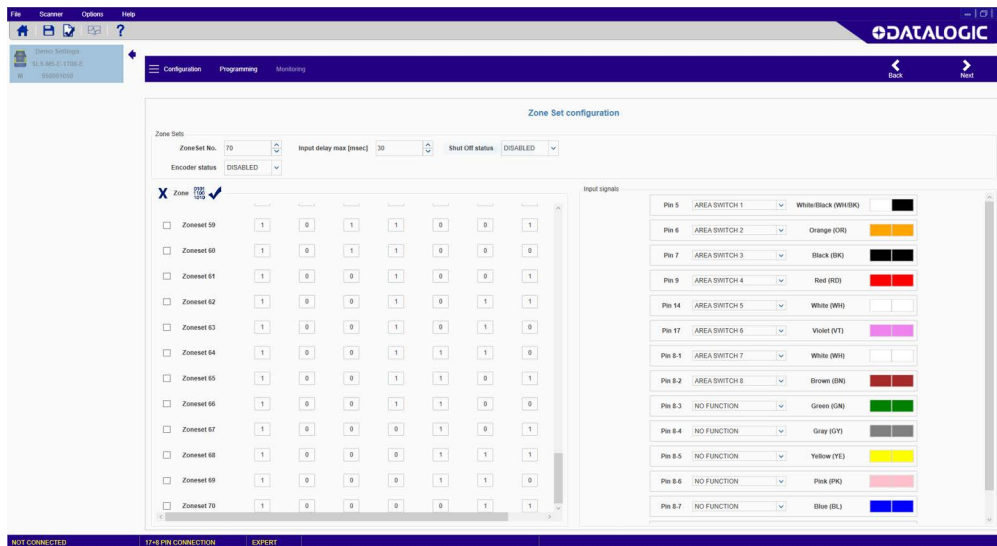 File Scanner Options Help
DATALOGIC
Demo Settings
SLS-M5-E-1100-E
M
Configuration Programming Monitoring Back Next
Zone Set configuration
Zone Sets
ZoneSet No. 70 Input delay max [msec] 30 Shut Off status DISABLED
Encoder status DISABLED
X Zone 0101 1100 1010
Input signals
Zoneset 59 1 0 1 1 0 0 1
Zoneset 60 1 0 1 1 0 0 0
Zoneset 61 1 0 0 1 0 0 1
Zoneset 62 1 0 0 1 0 1 1
Zoneset 63 1 0 0 1 0 1 0
Zoneset 64 1 0 0 1 1 1 0
Zoneset 65 1 0 0 1 1 0 1
Zoneset 66 1 0 0 1 1 0 0
Zoneset 67 1 0 0 0 1 0 1
Zoneset 68 1 0 0 0 1 1 1
Zoneset 69 1 0 0 0 1 1 0
Zoneset 70 1 0 0 0 0 1 1
Pin 5 AREA SWITCH 1 White/Black (WH/BK)
Pin 6 AREA SWITCH 2 Orange (OR)
Pin 7 AREA SWITCH 3 Black (BK)
Pin 9 AREA SWITCH 4 Red (RD)
Pin 14 AREA SWITCH 5 White (WH)
Pin 17 AREA SWITCH 6 Violet (VT)
Pin 8-1 AREA SWITCH 7 White (WH)
Pin 8-2 AREA SWITCH 8 Brown (BN)
Pin 8-3 NO FUNCTION Green (GN)
Pin 8-4 NO FUNCTION Gray (GY)
Pin 8-5 NO FUNCTION Yellow (YE)
Pin 8-6 NO FUNCTION Pink (PK)
Pin 8-7 NO FUNCTION Blue (BL)
NOT CONNECTED 17+8 PIN CONNECTION EXPERT